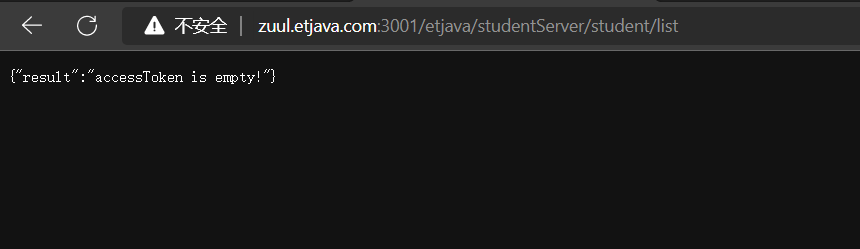 不安全 | zuul.etjava.com:3001/etjava/studentServer/student/list
{"result":"accessToken is empty!"}